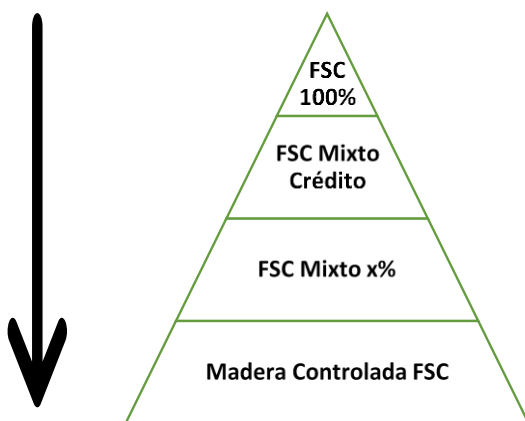 FSC
100%
FSC Mixto
Crédito
FSC Mixto x%
Madera Controlada FSC